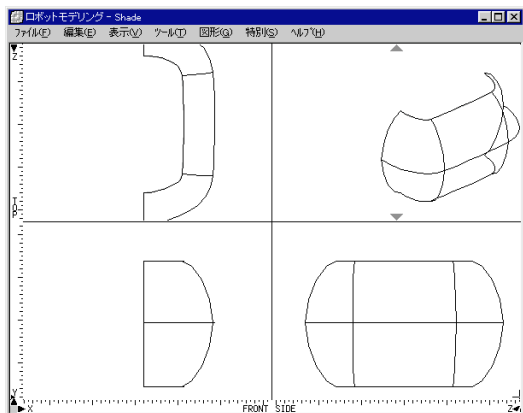 ロボットモデリング - Shade
ファイル(F) 編集(E) 表示(V) ツール(T) 図形(G) 特別(S) ヘルプ(H)
Z
TOP
Y
X FRONT SIDE Z